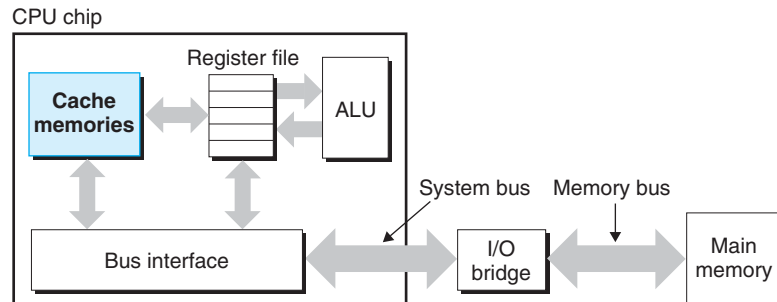 CPU chip
Register file
Cache
memories
ALU
System bus
Memory bus
Bus interface
I/O
bridge
Main
memory